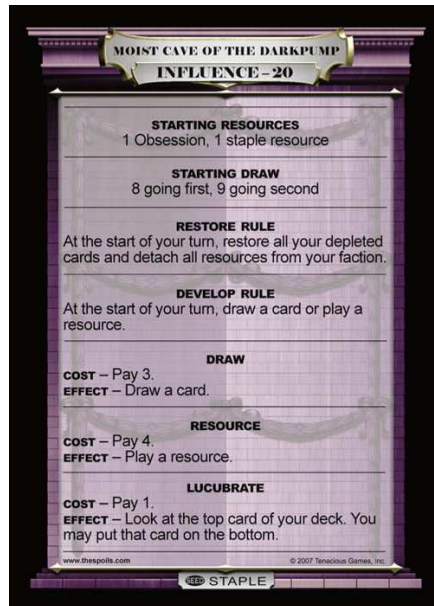 MOIST CAVE OF THE DARKPUMP
INFLUENCE – 20
STARTING RESOURCES
1 Obsession, 1 staple resource
STARTING DRAW
8 going first, 9 going second
RESTORE RULE
At the start of your turn, restore all your depleted
cards and detach all resources from your faction.
DEVELOP RULE
At the start of your turn, draw a card or play a
resource.
DRAW
COST – Pay 3.
EFFECT – Draw a card.
RESOURCE
COST – Pay 4.
EFFECT – Play a resource.
LUCUBRATE
COST – Pay 1.
EFFECT – Look at the top card of your deck. You
may put that card on the bottom.
www.thespoils.com © 2007 Tenacious Games, Inc.
SEED STAPLE